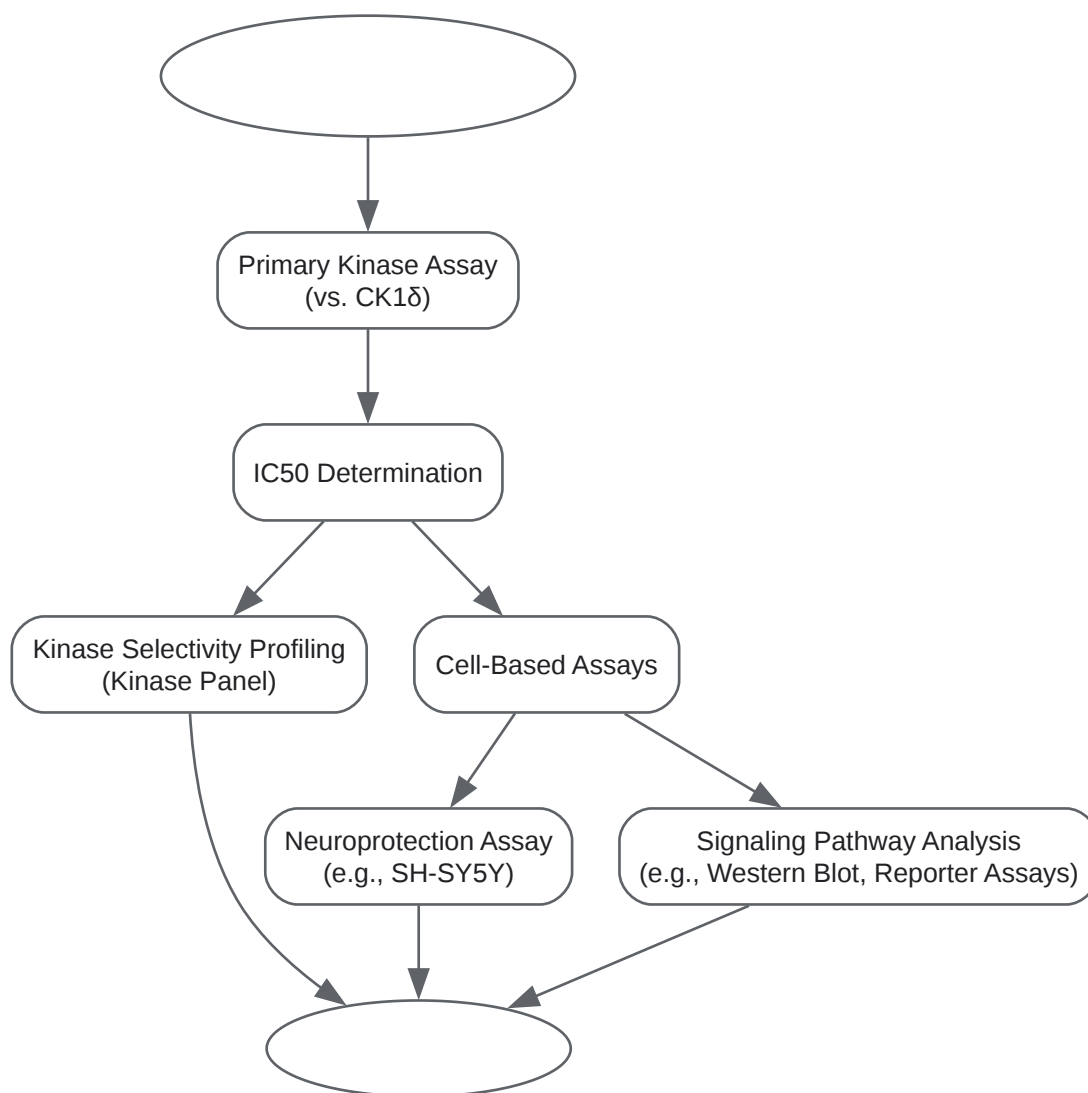 Primary Kinase Assay
(vs. CK1δ)
IC50 Determination
Kinase Selectivity Profiling
(Kinase Panel)
Cell-Based Assays
Neuroprotection Assay
(e.g., SH-SY5Y)
Signaling Pathway Analysis
(e.g., Western Blot, Reporter Assays)